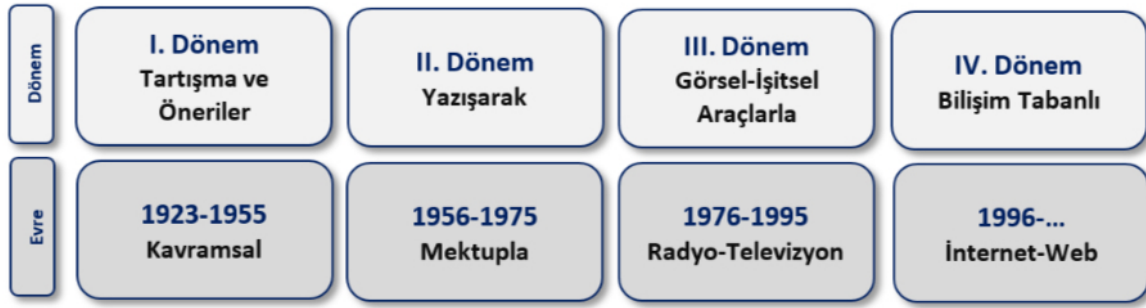 Dönem
I. Dönem
Tartışma ve
Öneriler
II. Dönem
Yazışarak
III. Dönem
Görsel-İşitsel
Araçlarla
IV. Dönem
Bilişim Tabanlı
Evre
1923-1955
Kavramsal
1956-1975
Mektupla
1976-1995
Radyo-Televizyon
1996-...
İnternet-Web